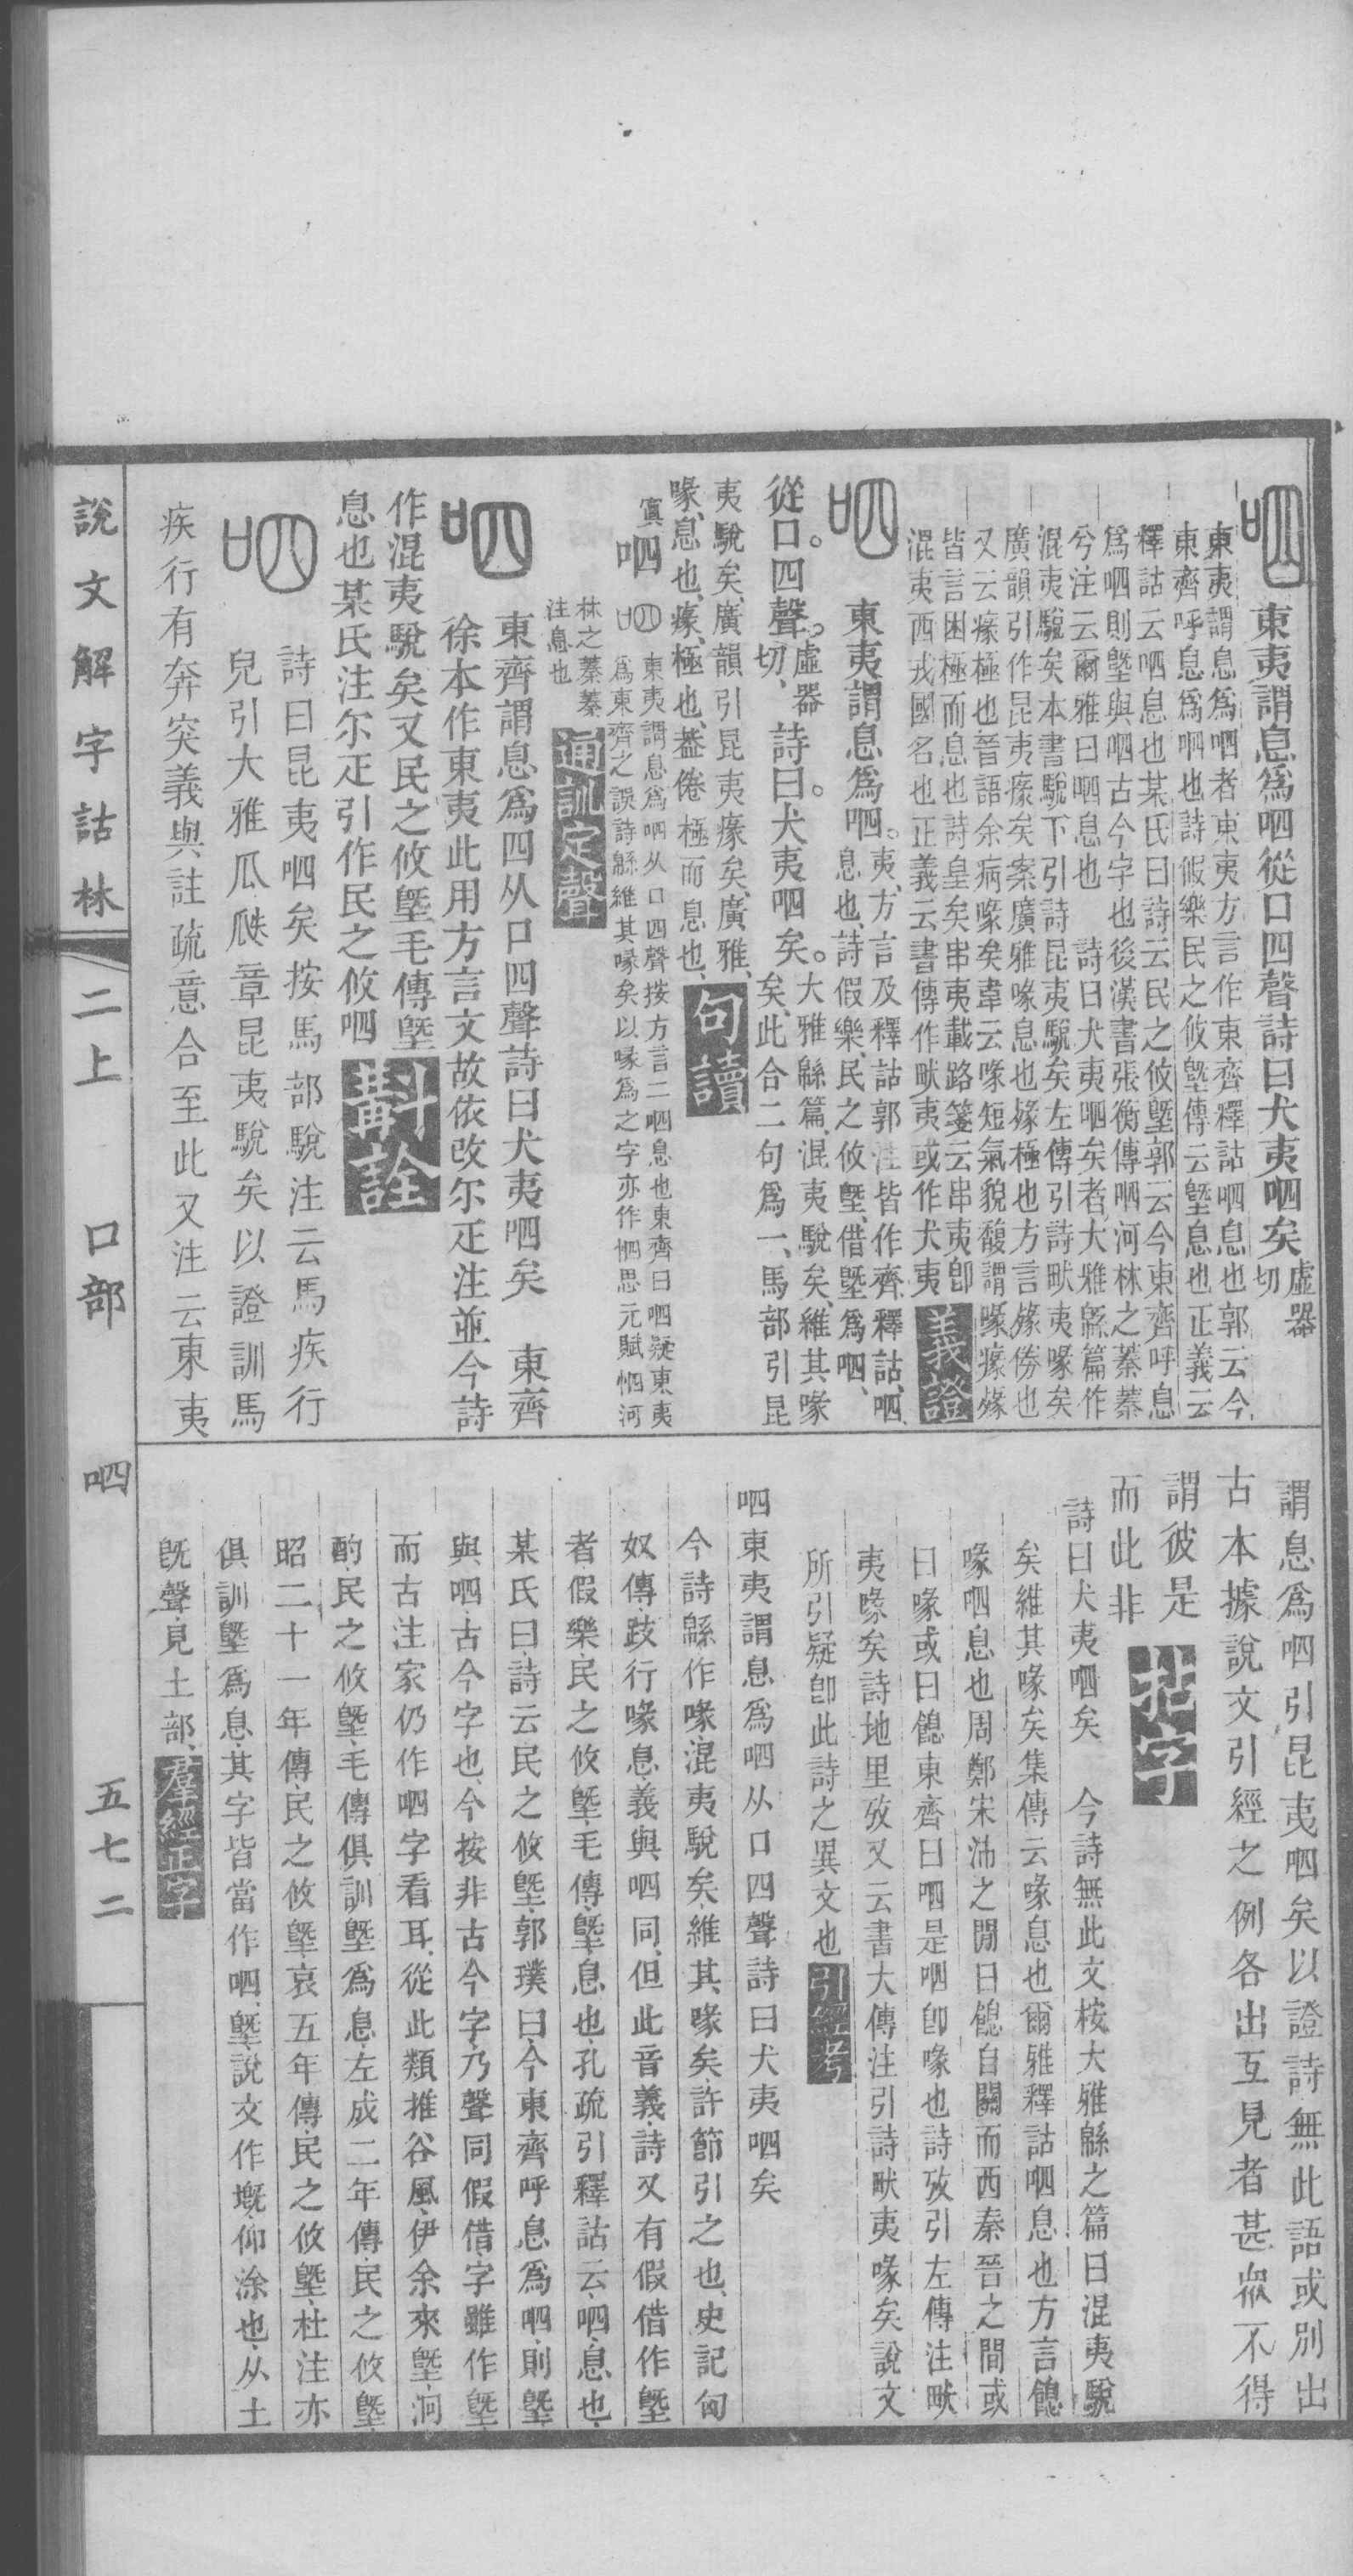 東夷謂息爲呬從口四聲詩曰犬夷呬矣虛器切
東夷謂息爲呬者東夷方言作東齊釋詁呬息也郭云今
東齊呼息爲呬也詩假樂民之攸塈傳云塈息也正義云
釋詁云呬息也某氏曰詩云民之攸塈郭云今東齊呼息
爲呬則塈與呬古今字也後漢書張衡傳呬河林之蓁蓁
兮注云爾雅曰呬息也　詩曰犬夷呬矣者大雅緜篇作
混夷駾矣本書駾下引詩昆夷駾矣左傳引詩畎夷喙矣
廣韻引作昆夷瘃矣案廣雅喙息也㥟極也方言㥟倦也
又云瘃極也晉語余病喙矣韋云喙短氣貌
皆言困極而息也詩皇矣串夷載路箋云串夷卽
混夷西戎國名也正義云書傳作畎夷或作犬夷
義證
東夷謂息爲呬。夷、方言及釋詁郭注皆作齊、釋詁、呬、息也、詩假樂、民之攸塈、借塈爲呬、
從口。四聲。虛器切、詩曰。犬夷呬矣。大雅緜篇、混夷駾矣、維其喙矣、此合二句爲一、馬部引昆
夷駾矣、廣韻引昆夷瘃矣、廣雅、
喙、息也、瘃、極也、葢倦極而息也、
句讀
呬 東夷謂息爲呬从口四聲按方言二呬息也東齊曰呬疑東夷
爲東齊之誤詩緜維其喙矣以喙爲之字亦作㤥思元賦㤥河
林之蓁蓁
注息也
通訓定聲
東齊謂息爲四从口四聲詩曰犬夷呬矣　東齊
徐本作東夷此用方言文故依改尔疋注並今詩
作混夷駾矣又民之攸塈毛傳塈
息也某氏注尔疋引作民之攸呬
斠詮
詩曰昆夷呬矣按馬部駾注云馬疾行
皃引大雅瓜瓞章昆夷駾矣以證訓馬
疾行有奔突義與註疏意合至此又注云東夷
謂息爲呬引昆夷呬矣以證詩無此語或別出
古本據說文引經之例各出互見者甚衆不得
謂彼是
而此非
詩曰犬夷呬矣　今詩無此文桉大雅緜之篇曰混夷駾
矣維其喙矣集傳云喙息也爾雅釋詁呬息也方言䭒
喙呬息也周鄭宋沛之閒曰䭒自關而西秦晉之間或
曰喙或曰䭒東齊曰呬是呬卽喙也詩攷引左傳注畎
夷喙矣詩地里攷又云書大傳注引詩畎夷喙矣說文
所引疑卽此詩之異文也
引經考
呬東夷謂息爲呬从口四聲詩曰犬夷呬矣
今詩緜作喙、混夷駾矣、維其喙矣、許節引之也、史記匈
奴傳、跂行喙息、義與呬同、但此音義、詩又有假借作塈
者、假樂、民之攸塈、毛傳、塈、息也、孔疏引釋詁云、呬、息也、
某氏曰、詩云民之攸塈、郭璞曰、今東齊呼息爲呬、則塈
與呬、古今字也、今按非古今字、乃聲同假借、字雖作塈、
而古注家仍作呬字看耳、從此類推、谷風、伊余來塈、泂
酌、民之攸塈、毛傳俱訓塈爲息、左成二年傳、民之攸塈、
昭二十一年傳、民之攸塈、哀五年傳、民之攸塈、杜注亦
俱訓塈爲息、其字皆當作呬、塈、說文作墍、仰涂也、从土
旣聲、見土部、
羣經正字
說文解字詁林
二上
口部
呬
五七二